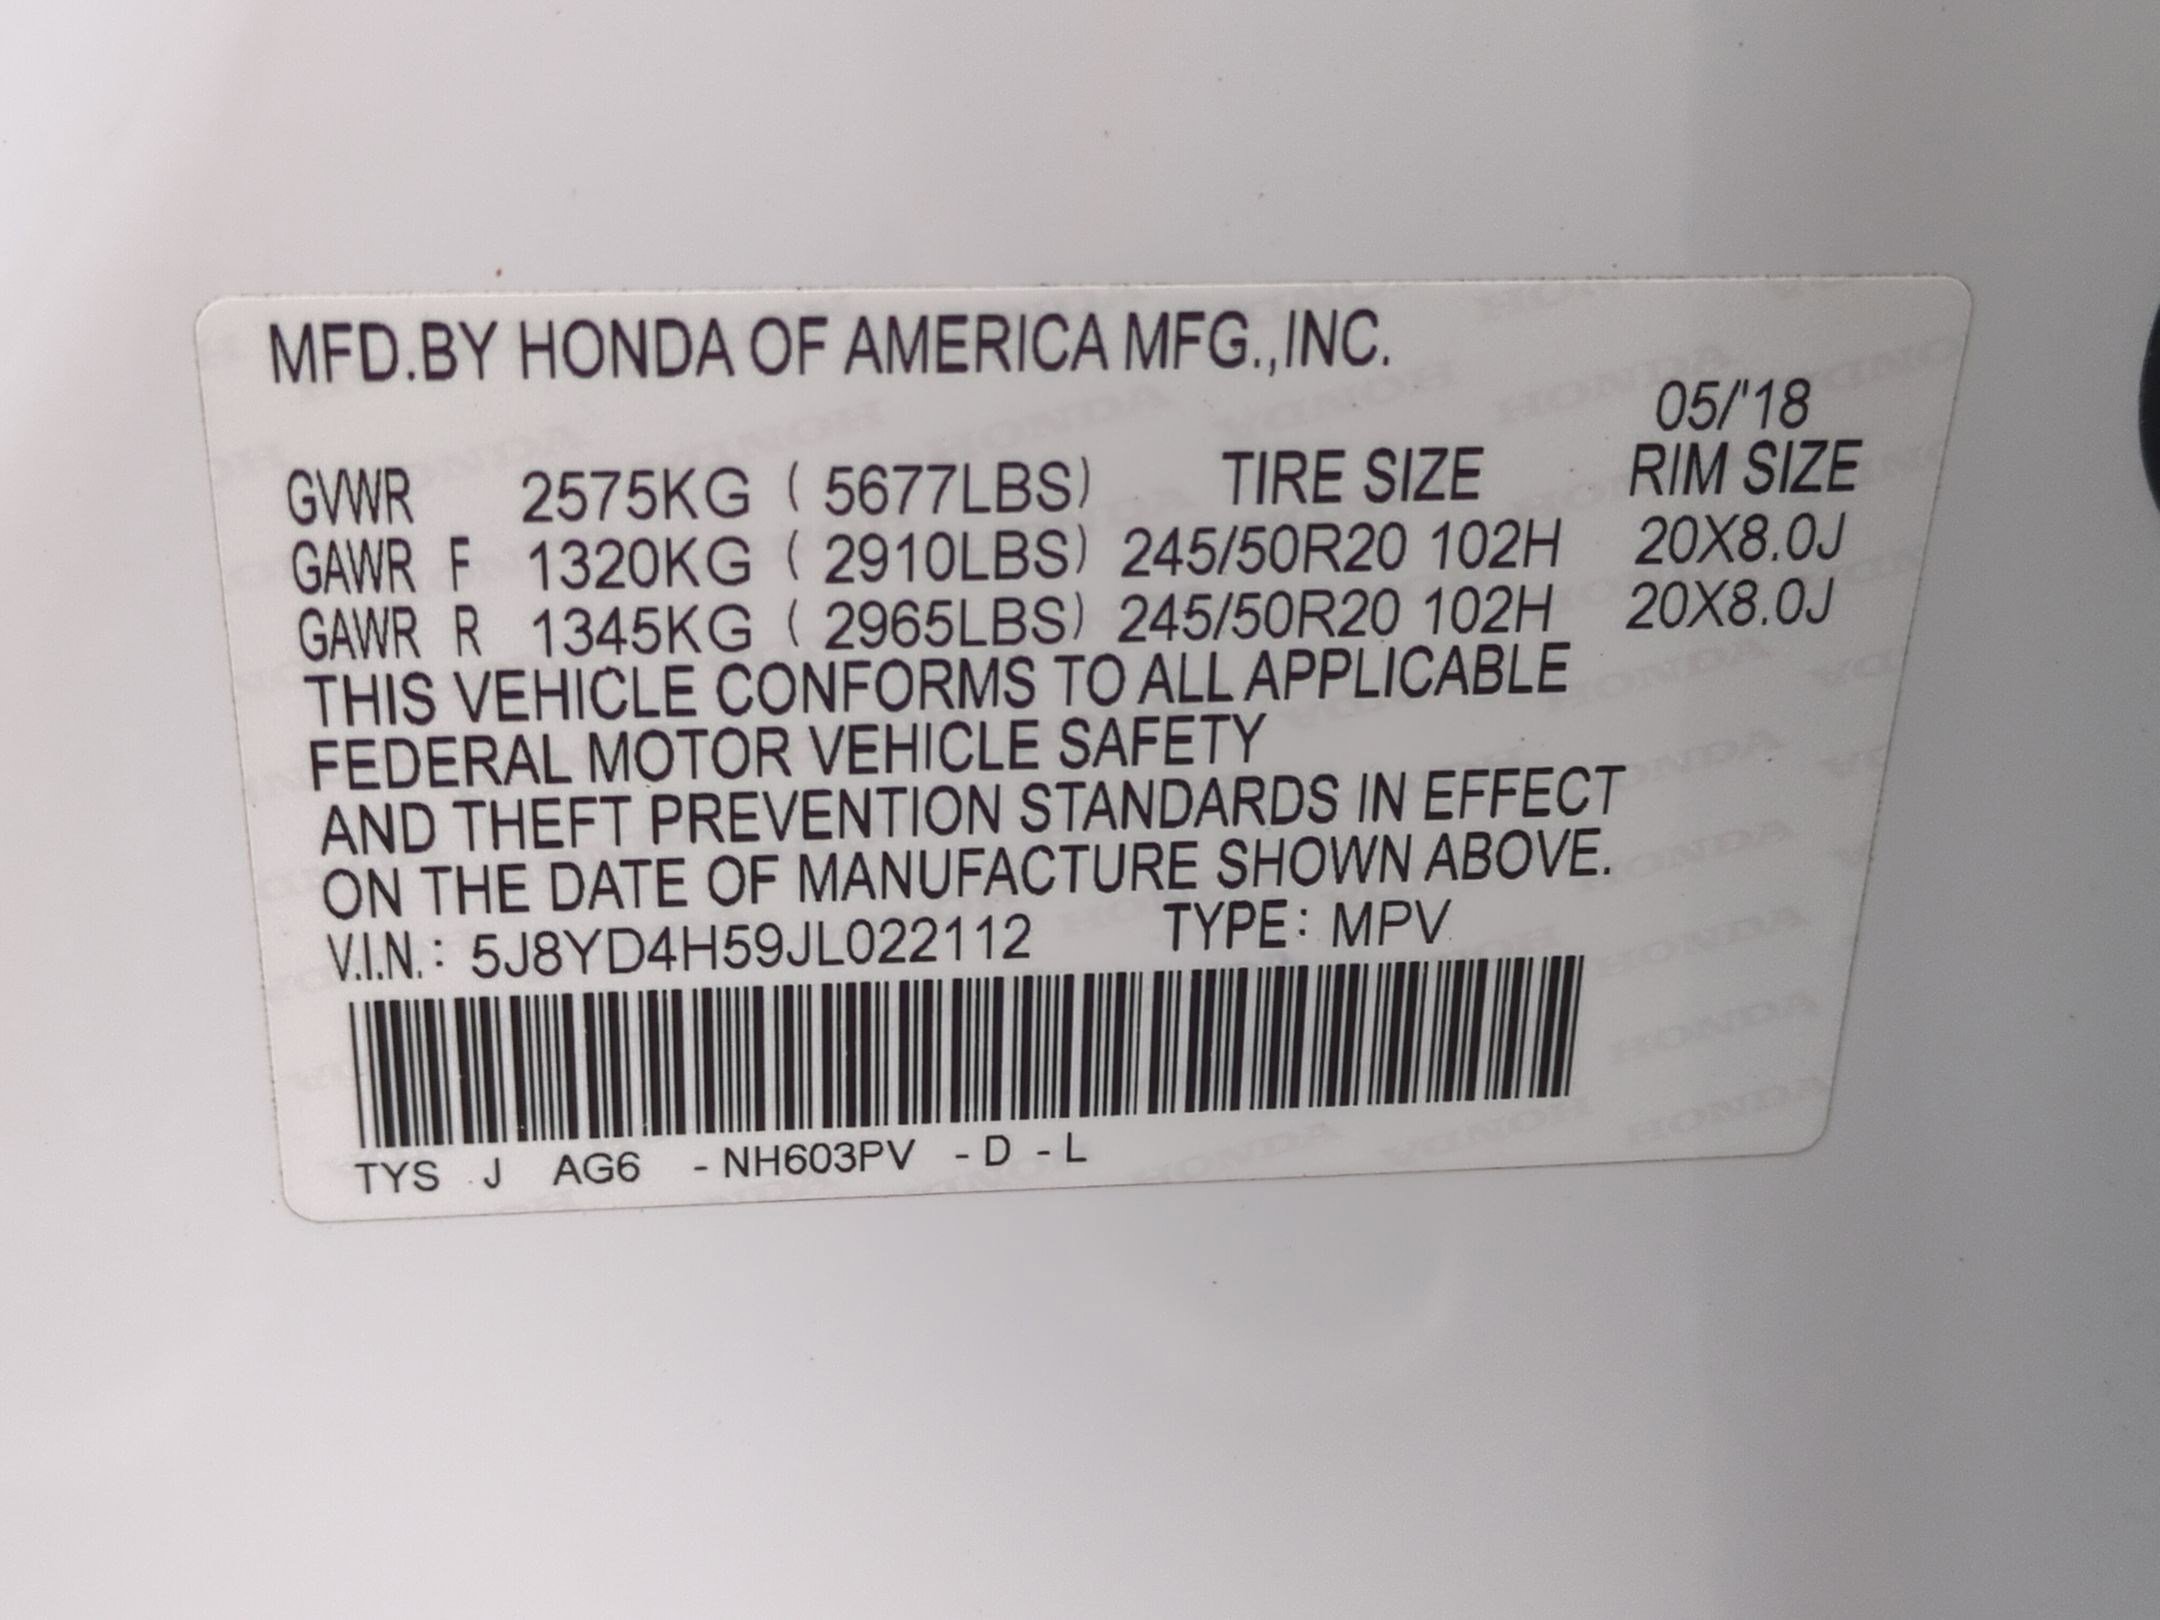 MFD.BY HONDA OF AMERICA MFG.,INC.
05/'18
GVWR 2575KG ( 5677LBS) TIRE SIZE RIM SIZE
GAWR F 1320KG ( 2910LBS) 245/50R20 102H 20X8.0J
GAWR R 1345KG ( 2965LBS) 245/50R20 102H 20X8.0J
THIS VEHICLE CONFORMS TO ALL APPLICABLE
FEDERAL MOTOR VEHICLE SAFETY
AND THEFT PREVENTION STANDARDS IN EFFECT
ON THE DATE OF MANUFACTURE SHOWN ABOVE.
V.I.N.: 5J8YD4H59JL022112 TYPE: MPV
TYS J AG6 - NH603PV - D - L